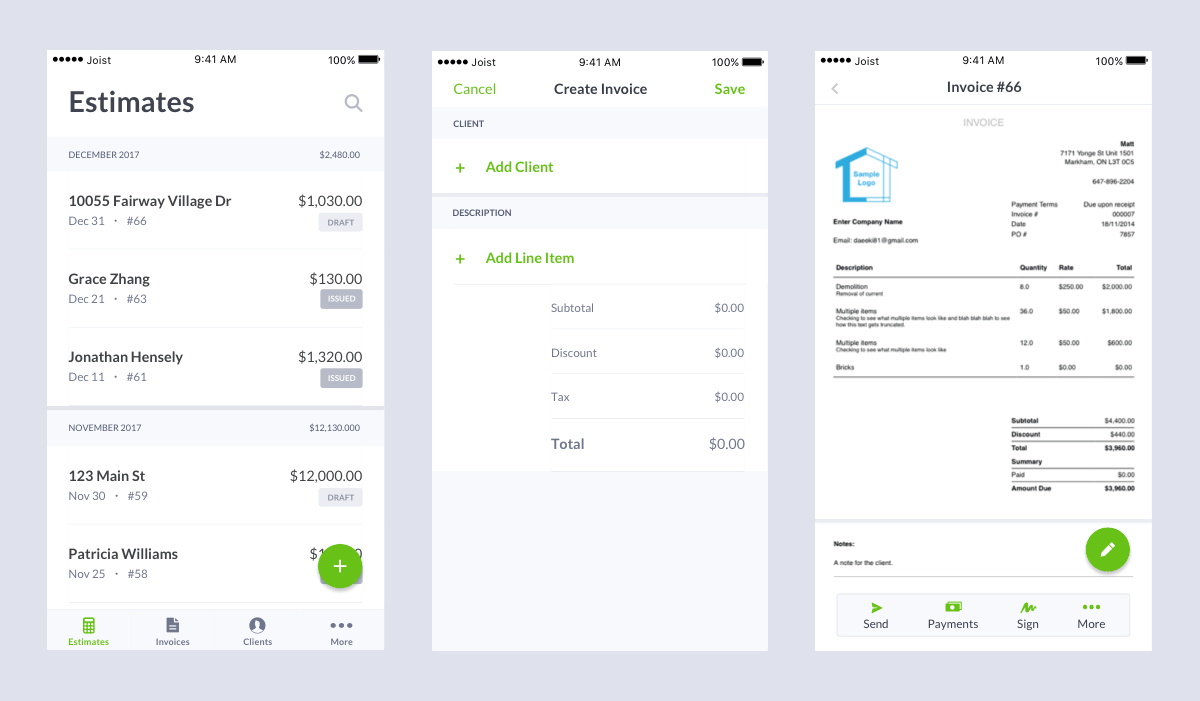 Joist 9:41 AM 100%
Estimates
DECEMBER 2017 $2,480.00
10055 Fairway Village Dr $1,030.00
Dec 31 · #66 DRAFT
Grace Zhang $130.00
Dec 21 · #63 ISSUED
Jonathan Hensely $1,320.00
Dec 11 · #61 ISSUED
NOVEMBER 2017 $12,130.000
123 Main St $12,000.00
Nov 30 · #59 DRAFT
Patricia Williams
Nov 25 · #58
Estimates Invoices Clients More
Joist 9:41 AM 100%
Cancel Create Invoice Save
CLIENT
+ Add Client
DESCRIPTION
+ Add Line Item
Subtotal $0.00
Discount $0.00
Tax $0.00
Total $0.00
Joist 9:41 AM 100%
Invoice #66
INVOICE
Sample
Logo
Matt
7171 Yonge St Unit 1501
Markham, ON L3T 0C5
647-896-2204
Enter Company Name
Email: daeoki81@gmail.com
Payment Terms Due upon receipt
Invoice # 000007
Date 18/11/2014
PO # 7857
Description Quantity Rate Total
Demolition 8.0 $250.00 $2,000.00
Removal of current
Multiple items 36.0 $50.00 $1,800.00
Checking to see what multiple items look like and blah blah blah to see
how this text gets truncated.
Multiple items 12.0 $50.00 $600.00
Checking to see what multiple items look like
Bricks 1.0 $0.00 $0.00
Subtotal $4,400.00
Discount $440.00
Total $3,960.00
Summary
Paid $0.00
Amount Due $3,960.00
Notes:
A note for the client.
Send Payments Sign More